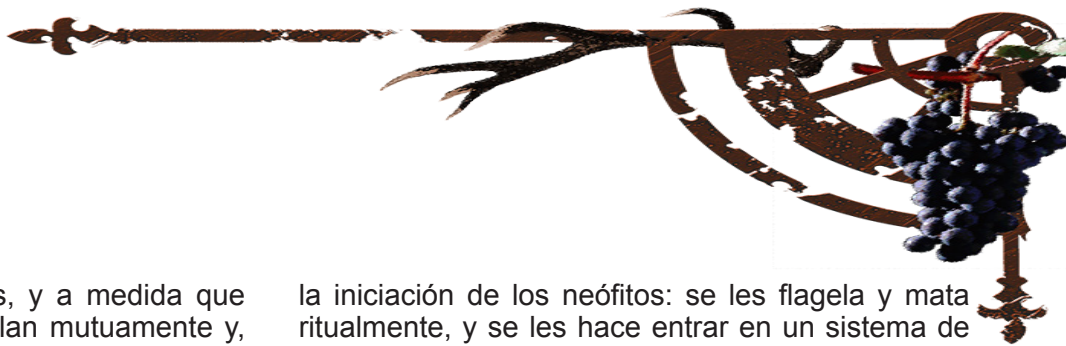 s, y a medida que
lan mutuamente y,
la iniciación de los neófitos: se les flagela y mata
ritualmente, y se les hace entrar en un sistema de